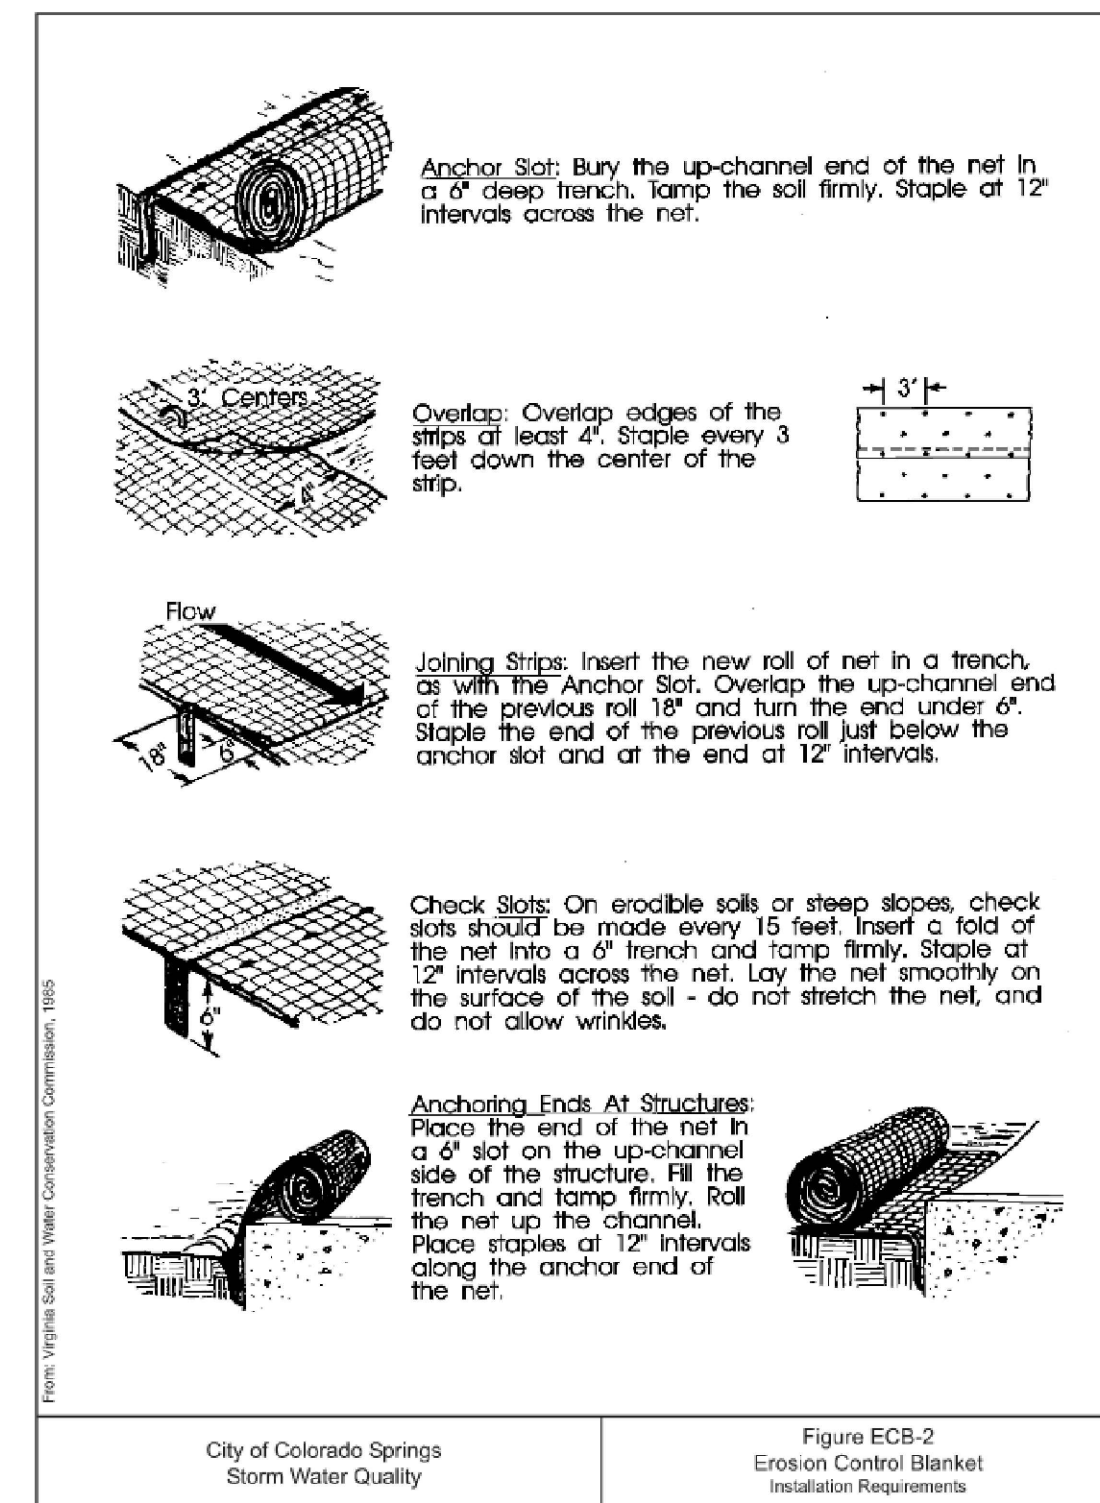 Anchor Slot: Bury the up-channel end of the net in
a 6" deep trench. Tamp the soil firmly. Staple at 12"
intervals across the net.
3' Centers
4"
Overlap: Overlap edges of the
strips at least 4". Staple every 3
feet down the center of the
strip.
3'
Flow
18"
6"
Joining Strips: Insert the new roll of net in a trench,
as with the Anchor Slot. Overlap the up-channel end
of the previous roll 18" and turn the end under 6".
Staple the end of the previous roll just below the
anchor slot and at the end at 12" intervals.
6"
Check Slots: On erodible soils or steep slopes, check
slots should be made every 15 feet. Insert a fold of
the net into a 6" trench and tamp firmly. Staple at
12" intervals across the net. Lay the net smoothly on
the surface of the soil - do not stretch the net, and
do not allow wrinkles.
Anchoring Ends At Structures:
Place the end of the net in
a 6" slot on the up-channel
side of the structure. Fill the
trench and tamp firmly. Roll
the net up the channel.
Place staples at 12" intervals
along the anchor end of
the net.
From: Virginia Soil and Water Conservation Commission, 1985
City of Colorado Springs
Storm Water Quality
Figure ECB-2
Erosion Control Blanket
Installation Requirements